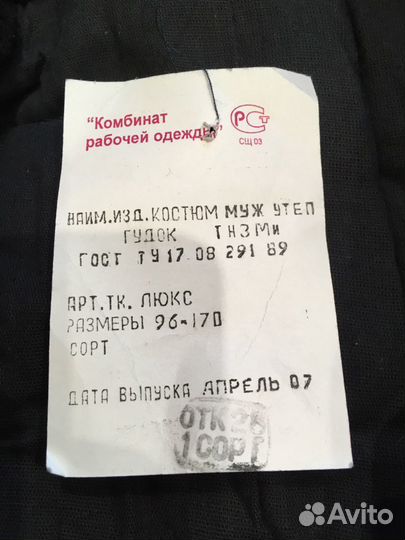 "Комбинат
рабочей одежды"
РСТ
СЩ 03
НАИМ.ИЗД.КОСТЮМ МУЖ УТЕП
ГУДОК ТНЗМи
ГОСТ ТУ 17.08 291 89
АРТ.ТК. ЛЮКС
РАЗМЕРЫ 96-170
СОРТ
ДАТА ВЫПУСКА АПРЕЛЬ 07
ОТК 26
1 СОРТ
Avito